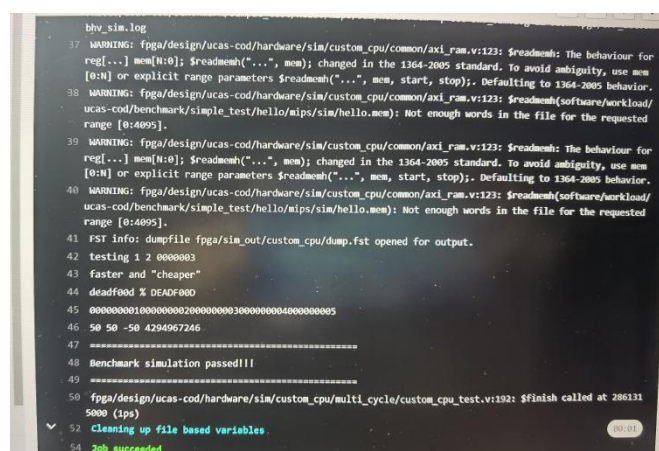 bhv_sim.log
37 WARNING: fpga/design/ucas-cod/hardware/sim/custom_cpu/common/axi_ram.v:123: $readmemh: The behaviour for
reg[...] mem[N:0]; $readmemh("...", mem); changed in the 1364-2005 standard. To avoid ambiguity, use mem
[0:N] or explicit range parameters $readmemh("...", mem, start, stop);. Defaulting to 1364-2005 behavior.
38 WARNING: fpga/design/ucas-cod/hardware/sim/custom_cpu/common/axi_ram.v:123: $readmemh(software/workload/
ucas-cod/benchmark/simple_test/hello/mips/sim/hello.mem): Not enough words in the file for the requested
range [0:4095].
39 WARNING: fpga/design/ucas-cod/hardware/sim/custom_cpu/common/axi_ram.v:123: $readmemh: The behaviour for
reg[...] mem[N:0]; $readmemh("...", mem); changed in the 1364-2005 standard. To avoid ambiguity, use mem
[0:N] or explicit range parameters $readmemh("...", mem, start, stop);. Defaulting to 1364-2005 behavior.
40 WARNING: fpga/design/ucas-cod/hardware/sim/custom_cpu/common/axi_ram.v:123: $readmemh(software/workload/
ucas-cod/benchmark/simple_test/hello/mips/sim/hello.mem): Not enough words in the file for the requested
range [0:4095].
41 FST info: dumpfile fpga/sim_out/custom_cpu/dump.fst opened for output.
42 testing 1 2 0000003
43 faster and "cheaper"
44 deadf00d % DEADF00D
45 0000000010000000020000000030000000040000000005
46 50 50 -50 4294967246
47 ==================================================
48 Benchmark simulation passed!!!
49 ==================================================
50 fpga/design/ucas-cod/hardware/sim/custom_cpu/multi_cycle/custom_cpu_test.v:192: $finish called at 286131
5000 (1ps)
52 Cleaning up file based variables 00:01
54 Job succeeded